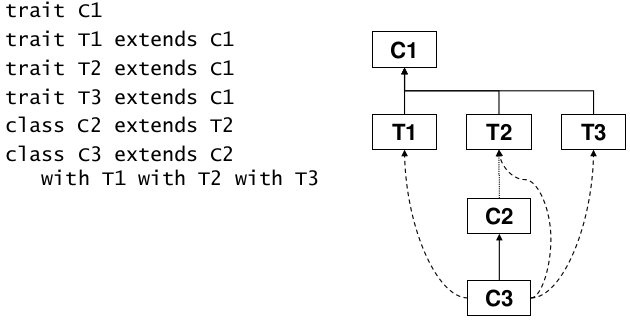 trait C1
trait T1 extends C1
trait T2 extends C1
trait T3 extends C1
class C2 extends T2
class C3 extends C2
with T1 with T2 with T3
C1
T1 T2 T3
C2
C3